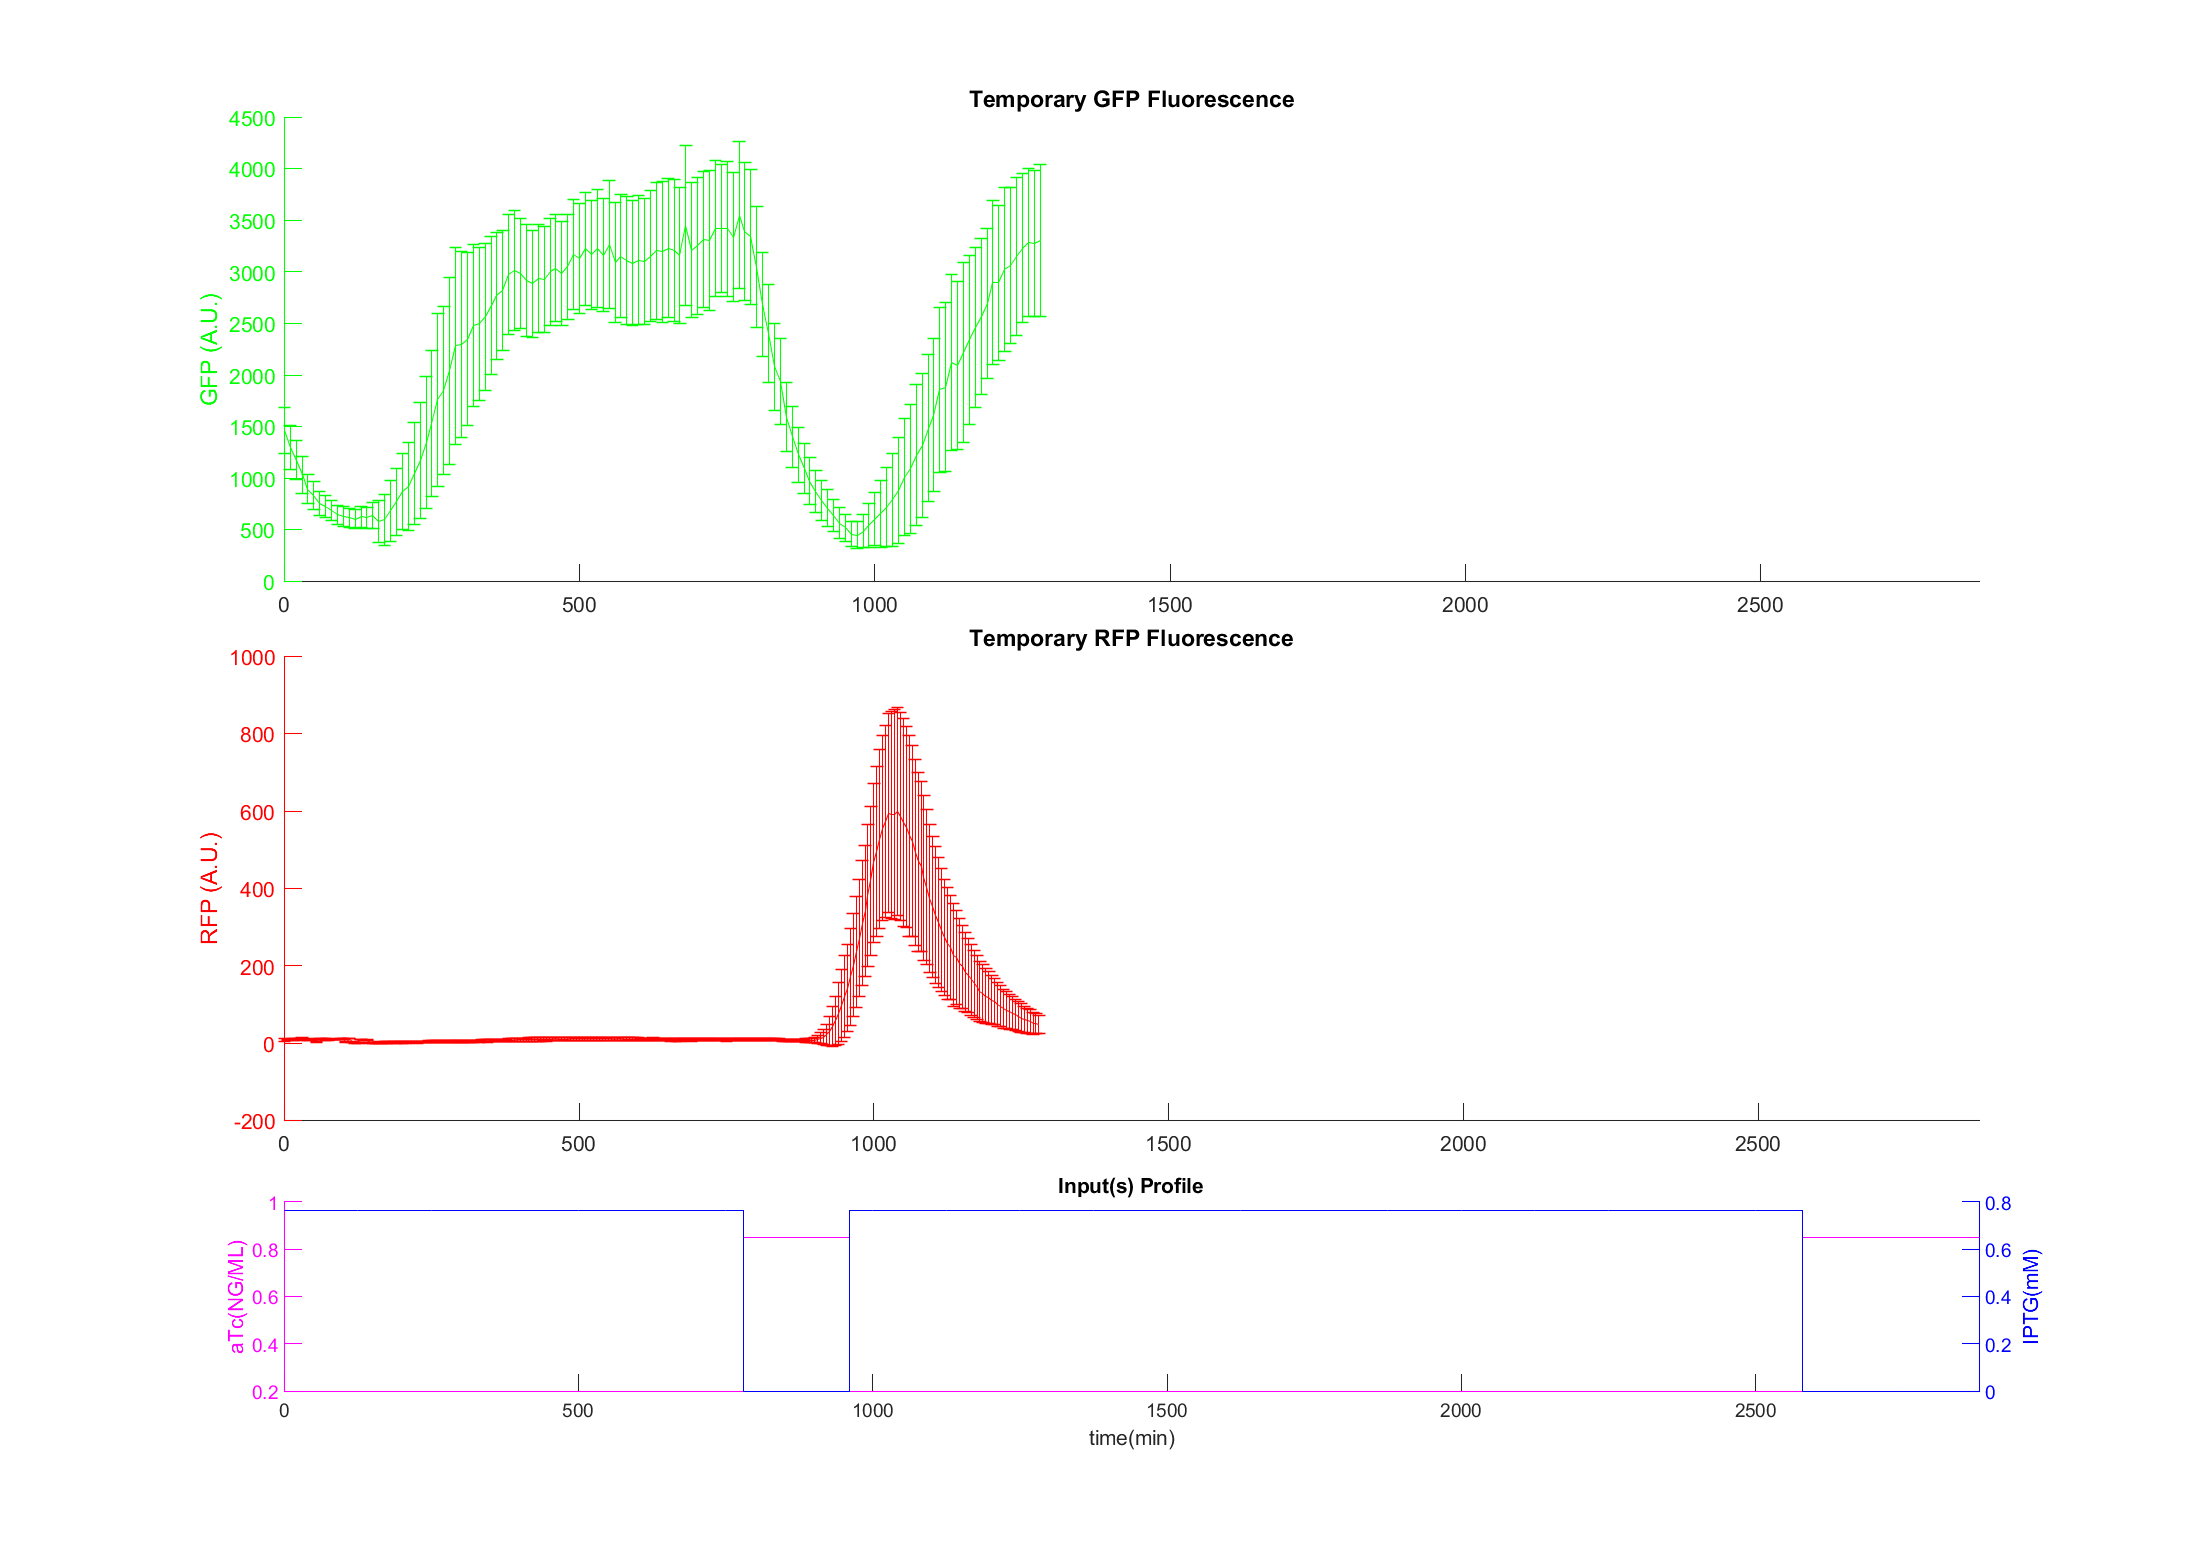 Temporary GFP Fluorescence
4500
4000
3500
3000
2500
2000
1500
1000
500
0
GFP (A.U.)
0 500 1000 1500 2000 2500
Temporary RFP Fluorescence
1000
800
600
400
200
0
-200
RFP (A.U.)
0 500 1000 1500 2000 2500
Input(s) Profile
1
0.8
0.6
0.4
0.2
aTc(NG/ML)
0.8
0.6
0.4
0.2
0
IPTG(mM)
0 500 1000 1500 2000 2500
time(min)